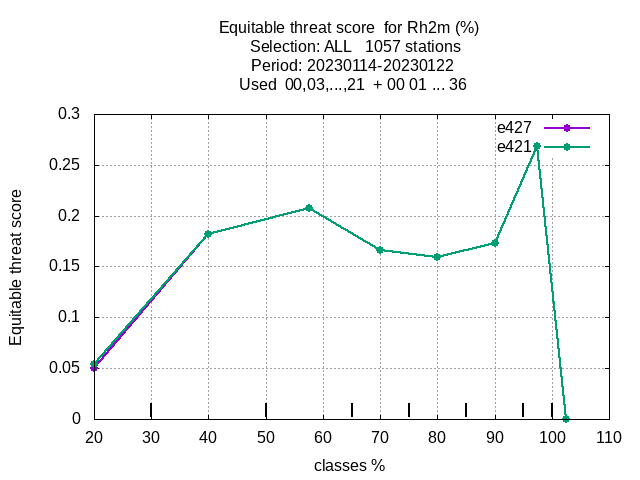 Equitable threat score  for Rh2m (%)
Selection: ALL   1057 stations
Period: 20230114-20230122
Used  00,03,...,21  + 00 01 ... 36
e427
e421
0.3
0.25
0.2
0.15
0.1
0.05
0
Equitable threat score
20 30 40 50 60 70 80 90 100 110
classes %